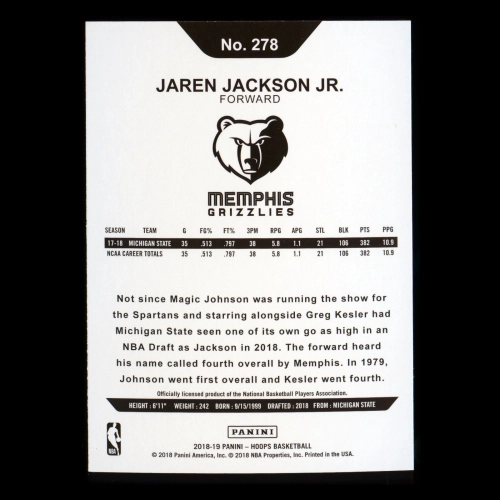 No. 278
JAREN JACKSON JR.
FORWARD
MEMPHIS
GRIZZLIES
SEASON TEAM G FG% FT% 3PM RPG APG STL BLK PTS PPG
17-18 MICHIGAN STATE 35 .513 .797 38 5.8 1.1 21 106 382 10.9
NCAA CAREER TOTALS 35 .513 .797 38 5.8 1.1 21 106 382 10.9
Not since Magic Johnson was running the show for
the Spartans and starring alongside Greg Kesler had
Michigan State seen one of its own go as high in an
NBA Draft as Jackson in 2018. The forward heard
his name called fourth overall by Memphis. In 1979,
Johnson went first overall and Kesler went fourth.
Officially licensed product of the National Basketball Players Association.
HEIGHT: 6'11" WEIGHT: 242 BORN: 9/15/1999 DRAFTED: 2018 FROM: MICHIGAN STATE
PANINI
2018-19 PANINI – HOOPS BASKETBALL
© 2018 Panini America, Inc. © 2018 NBA Properties, Inc. Printed in the USA.
NBA